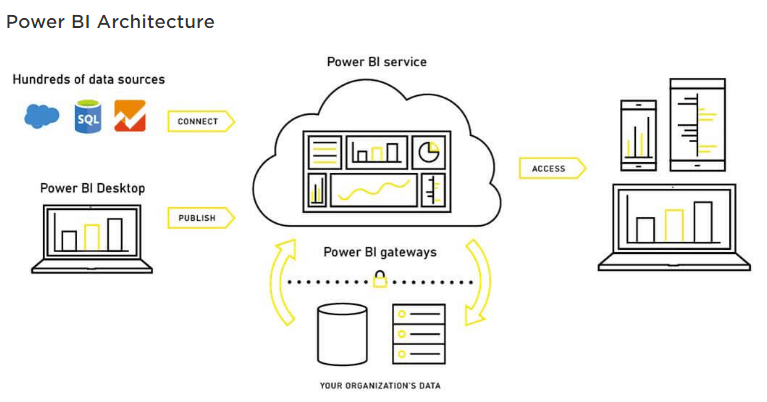 Power BI Architecture
Power BI service
Hundreds of data sources
SQL
CONNECT
ACCESS
Power BI Desktop
PUBLISH
Power BI gateways
YOUR ORGANIZATION'S DATA